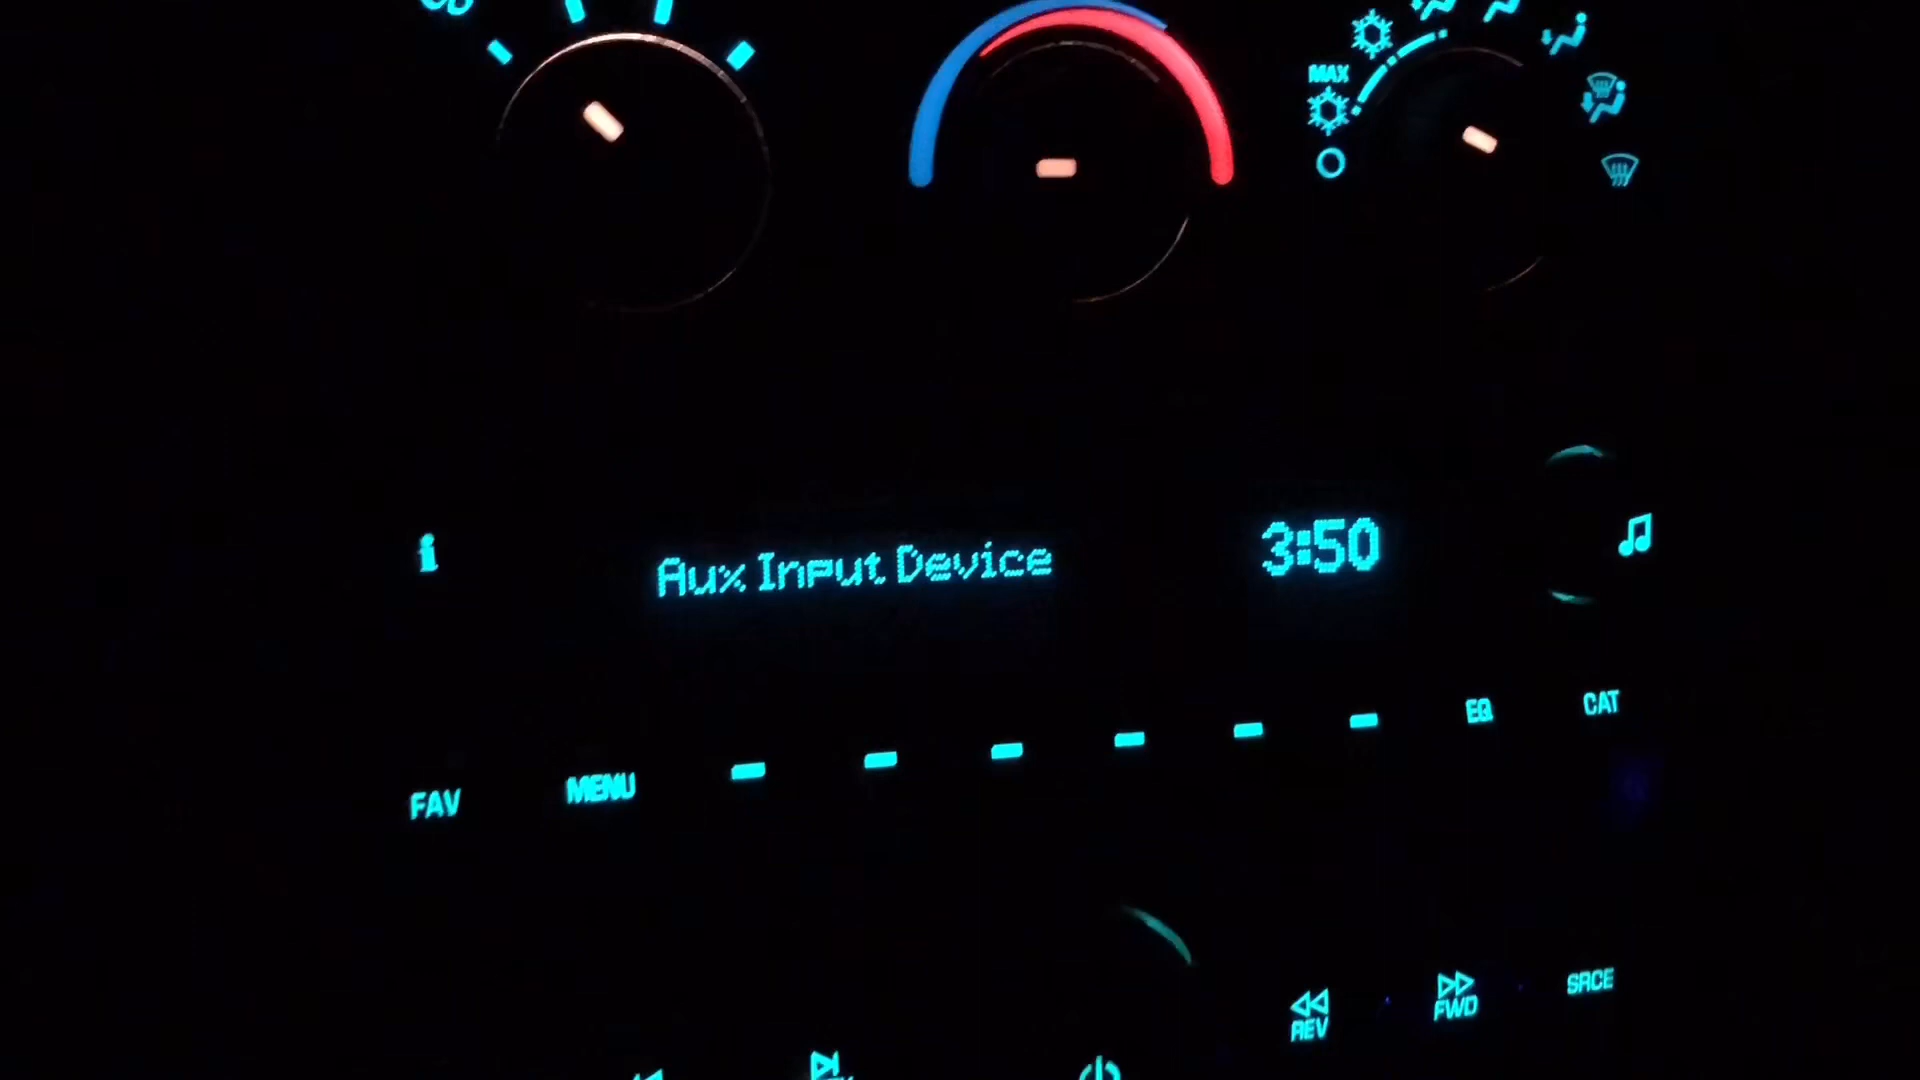 MAX
Aux Input Device 3:50
FAV MENU EQ CAT
REV FWD SRCE